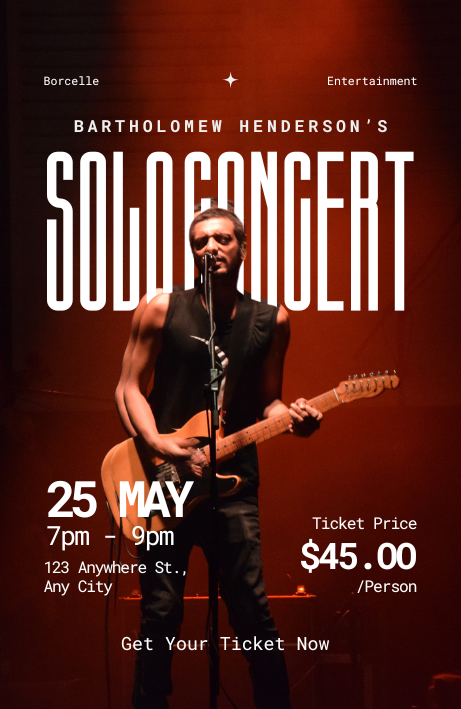 Borcelle
Entertainment
BARTHOLOMEW HENDERSON’S
SOLO CONCERT
25 MAY
7pm - 9pm
123 Anywhere St.,
Any City
Ticket Price
$45.00
/Person
Get Your Ticket Now